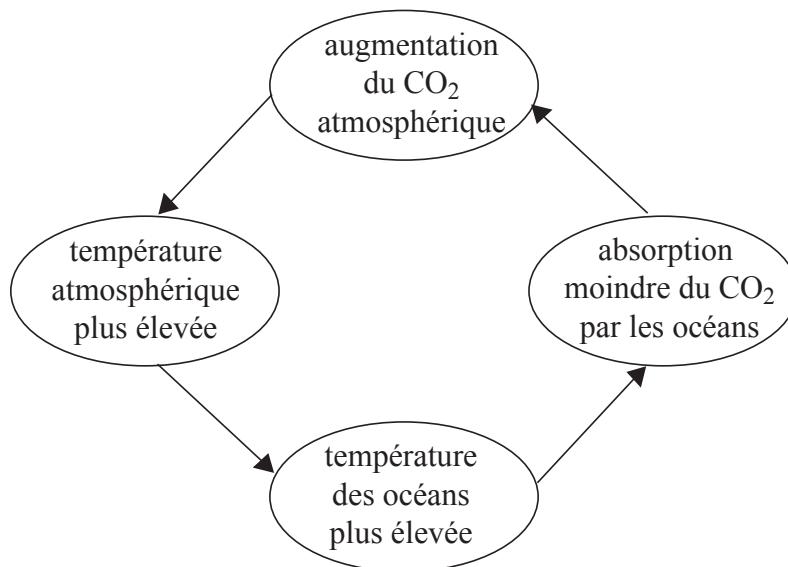 augmentation
du CO₂
atmosphérique
température
atmosphérique
plus élevée
absorption
moindre du CO₂
par les océans
température
des océans
plus élevée